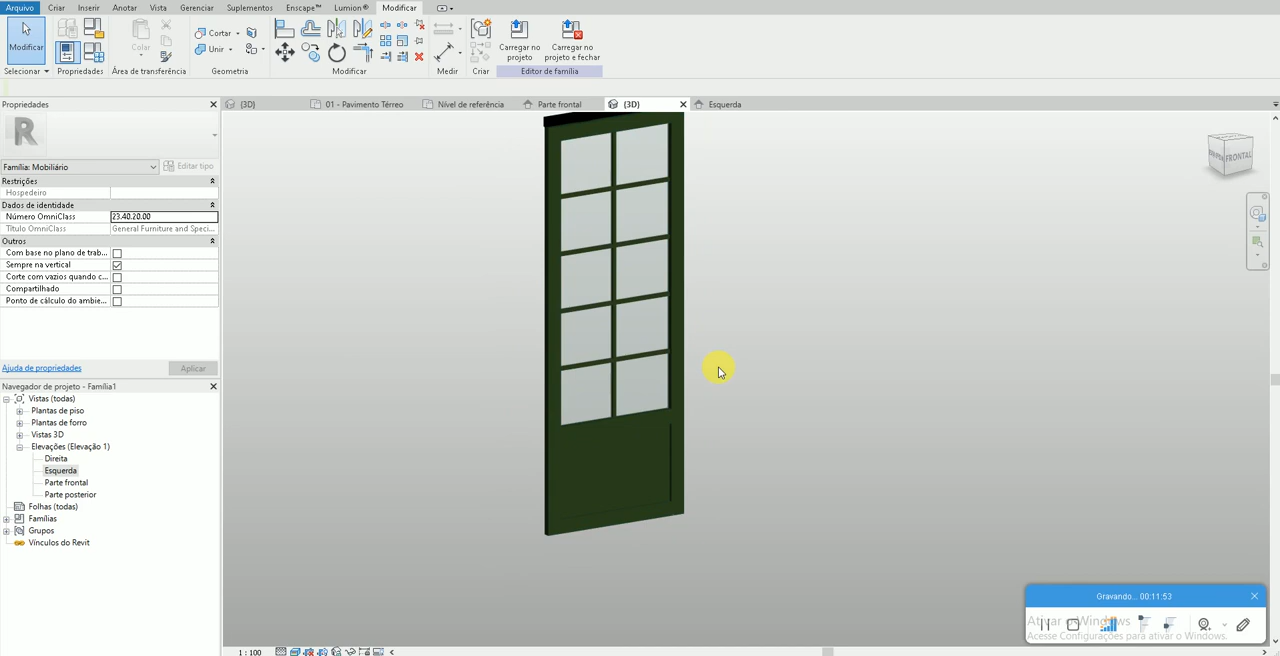 Arquivo Criar Inserir Anotar Vista Gerenciar Suplementos Enscape™ Lumion® Modificar
Modificar
Colar
Cortar
Unir
Carregar no projeto
Carregar no projeto e fechar
Selecionar Propriedades Área de transferência Geometria Modificar Medir Criar Editor de família
Propriedades
{3D} 01 - Pavimento Térreo Nível de referência Parte frontal {3D} Esquerda
R
Família: Mobiliário Editar tipo
Restrições
Hospedeiro
Dados de identidade
Número OmniClass 23.40.20.00
Título OmniClass General Furniture and Speci...
Outros
Com base no plano de trab...
Sempre na vertical
Corte com vazios quando c...
Compartilhado
Ponto de cálculo do ambie...
Ajuda de propriedades Aplicar
Navegador de projeto - Família1
Vistas (todas)
Plantas de piso
Plantas de forro
Vistas 3D
Elevações (Elevação 1)
Direita
Esquerda
Parte frontal
Parte posterior
Folhas (todas)
Famílias
Grupos
Vínculos do Revit
FRONTAL
Gravando... 00:11:53
Ativar o Windows
Acesse Configurações para ativar o Windows.
1 : 100